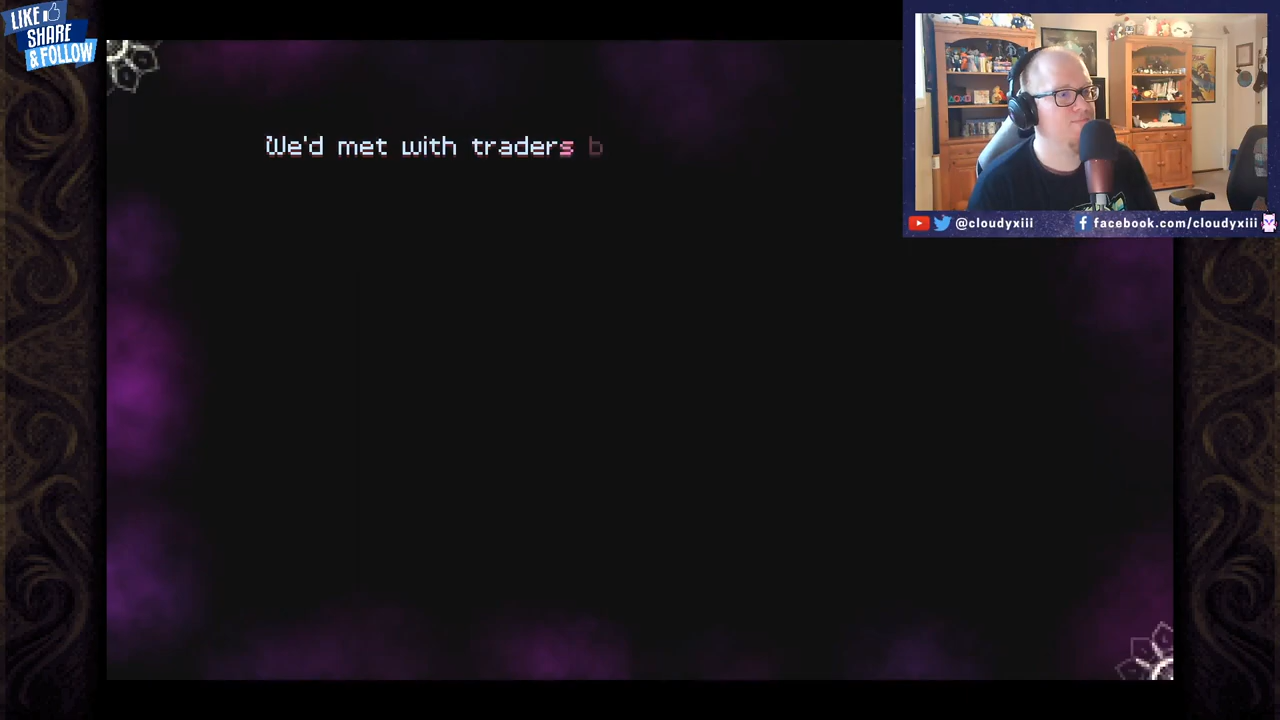 LIKE
SHARE
& FOLLOW
We'd met with traders b
@cloudyxiii
facebook.com/cloudyxiii